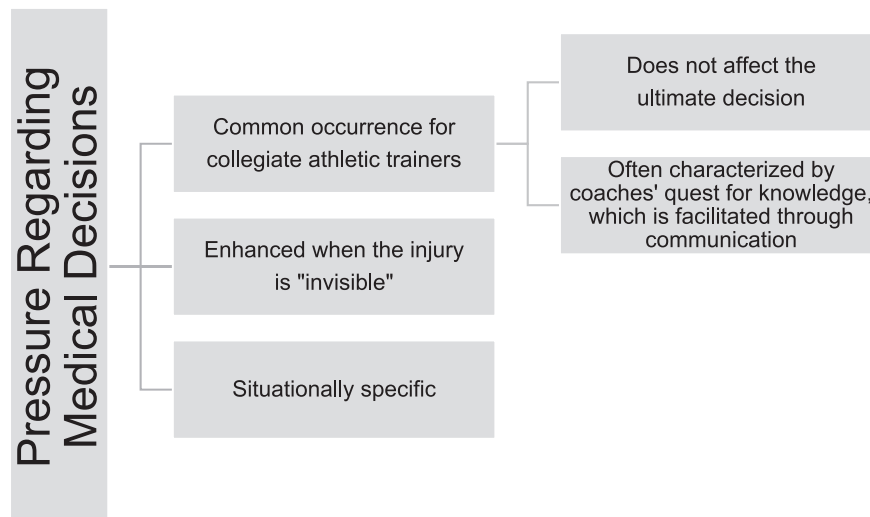 Pressure Regarding
Medical Decisions
Common occurrence for
collegiate athletic trainers
Does not affect the
ultimate decision
Often characterized by
coaches' quest for knowledge,
which is facilitated through
communication
Enhanced when the injury
is "invisible"
Situationally specific